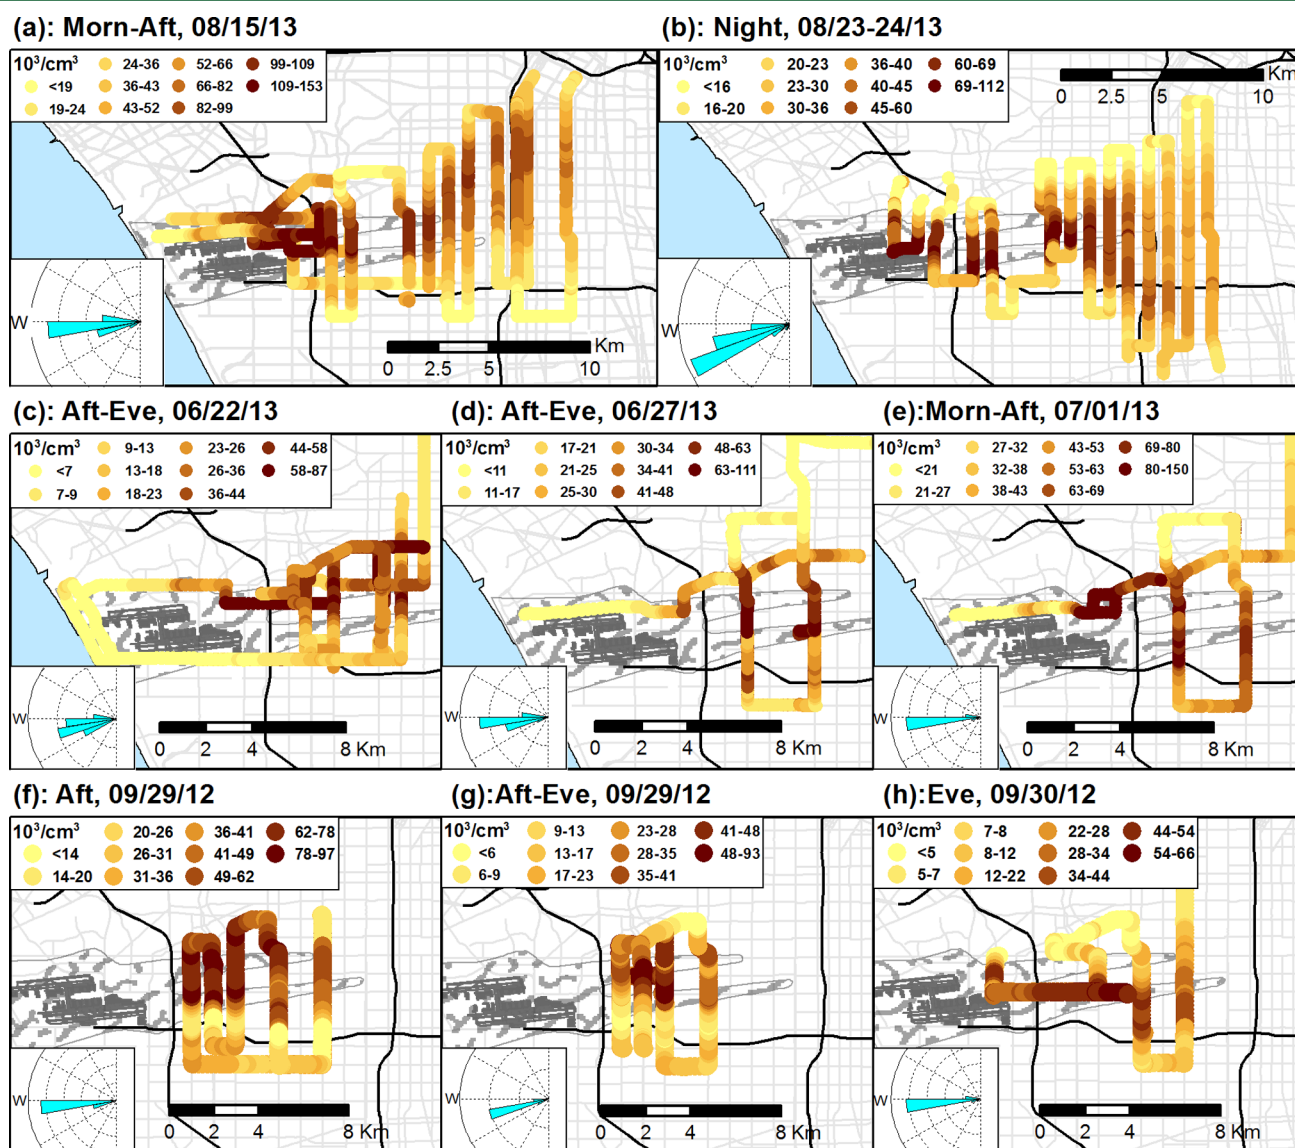 (a): Morn-Aft, 08/15/13
10³/cm³
<19
19-24
24-36
36-43
43-52
52-66
66-82
82-99
99-109
109-153
W
Km
0 2.5 5 10
(b): Night, 08/23-24/13
10³/cm³
<16
16-20
20-23
23-30
30-36
36-40
40-45
45-60
60-69
69-112
Km
0 2.5 5 10
W
(c): Aft-Eve, 06/22/13
10³/cm³
<7
7-9
9-13
13-18
18-23
23-26
26-36
36-44
44-58
58-87
W
0 2 4 8 Km
(d): Aft-Eve, 06/27/13
10³/cm³
<11
11-17
17-21
21-25
25-30
30-34
34-41
41-48
48-63
63-111
W
0 2 4 8 Km
(e):Morn-Aft, 07/01/13
10³/cm³
<21
21-27
27-32
32-38
38-43
43-53
53-63
63-69
69-80
80-150
W
0 2 4 8 Km
(f): Aft, 09/29/12
10³/cm³
<14
14-20
20-26
26-31
31-36
36-41
41-49
49-62
62-78
78-97
W
0 2 4 8 Km
(g):Aft-Eve, 09/29/12
10³/cm³
<6
6-9
9-13
13-17
17-23
23-28
28-35
35-41
41-48
48-93
W
0 2 4 8
(h):Eve, 09/30/12
10³/cm³
<5
5-7
7-8
8-12
12-22
22-28
28-34
34-44
44-54
54-66
W
0 2 4 8 Km